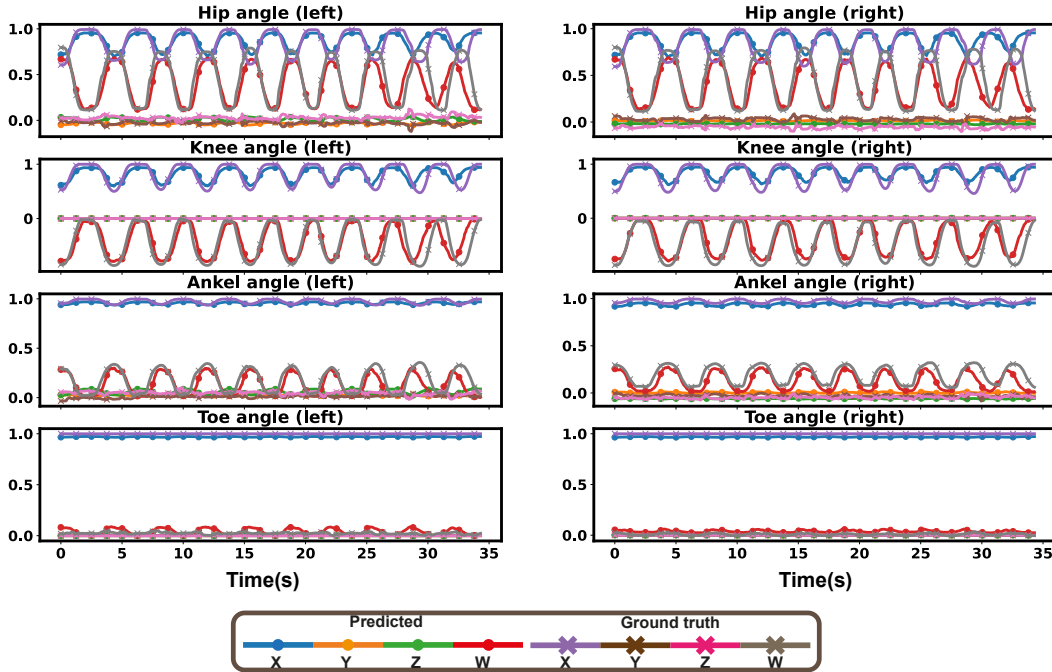 Hip angle (left)
1.0
0.5
0.0
Knee angle (left)
1
0
Ankel angle (left)
1.0
0.5
0.0
Toe angle (left)
1.0
0.5
0.0
0 5 10 15 20 25 30 35
Time(s)
Hip angle (right)
1.0
0.5
0.0
Knee angle (right)
1
0
Ankel angle (right)
1.0
0.5
0.0
Toe angle (right)
1.0
0.5
0.0
0 5 10 15 20 25 30 35
Time(s)
Predicted Ground truth
X Y Z W X Y Z W